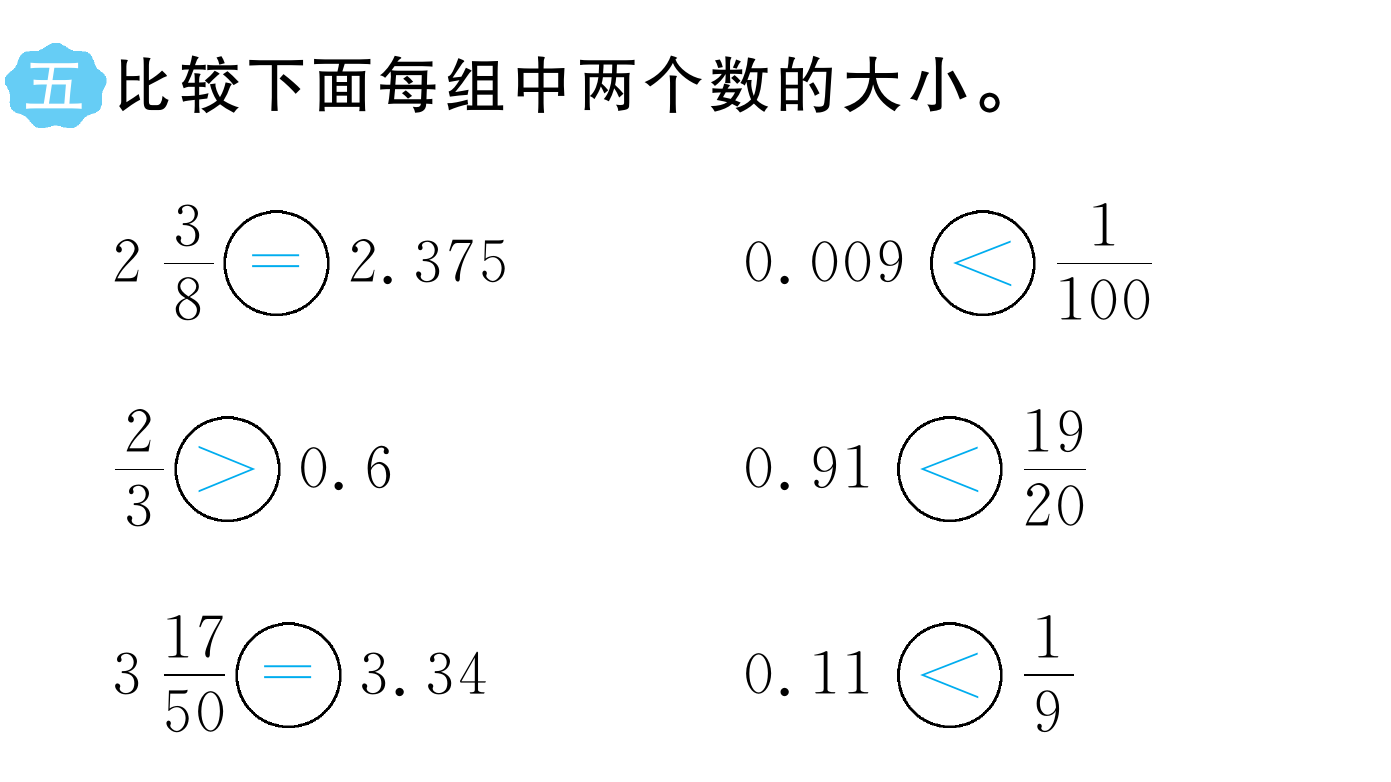 五 比较下面每组中两个数的大小。
2 3/8 = 2.375 0.009 < 1/100
2/3 > 0.6 0.91 < 19/20
3 17/50 = 3.34 0.11 < 1/9